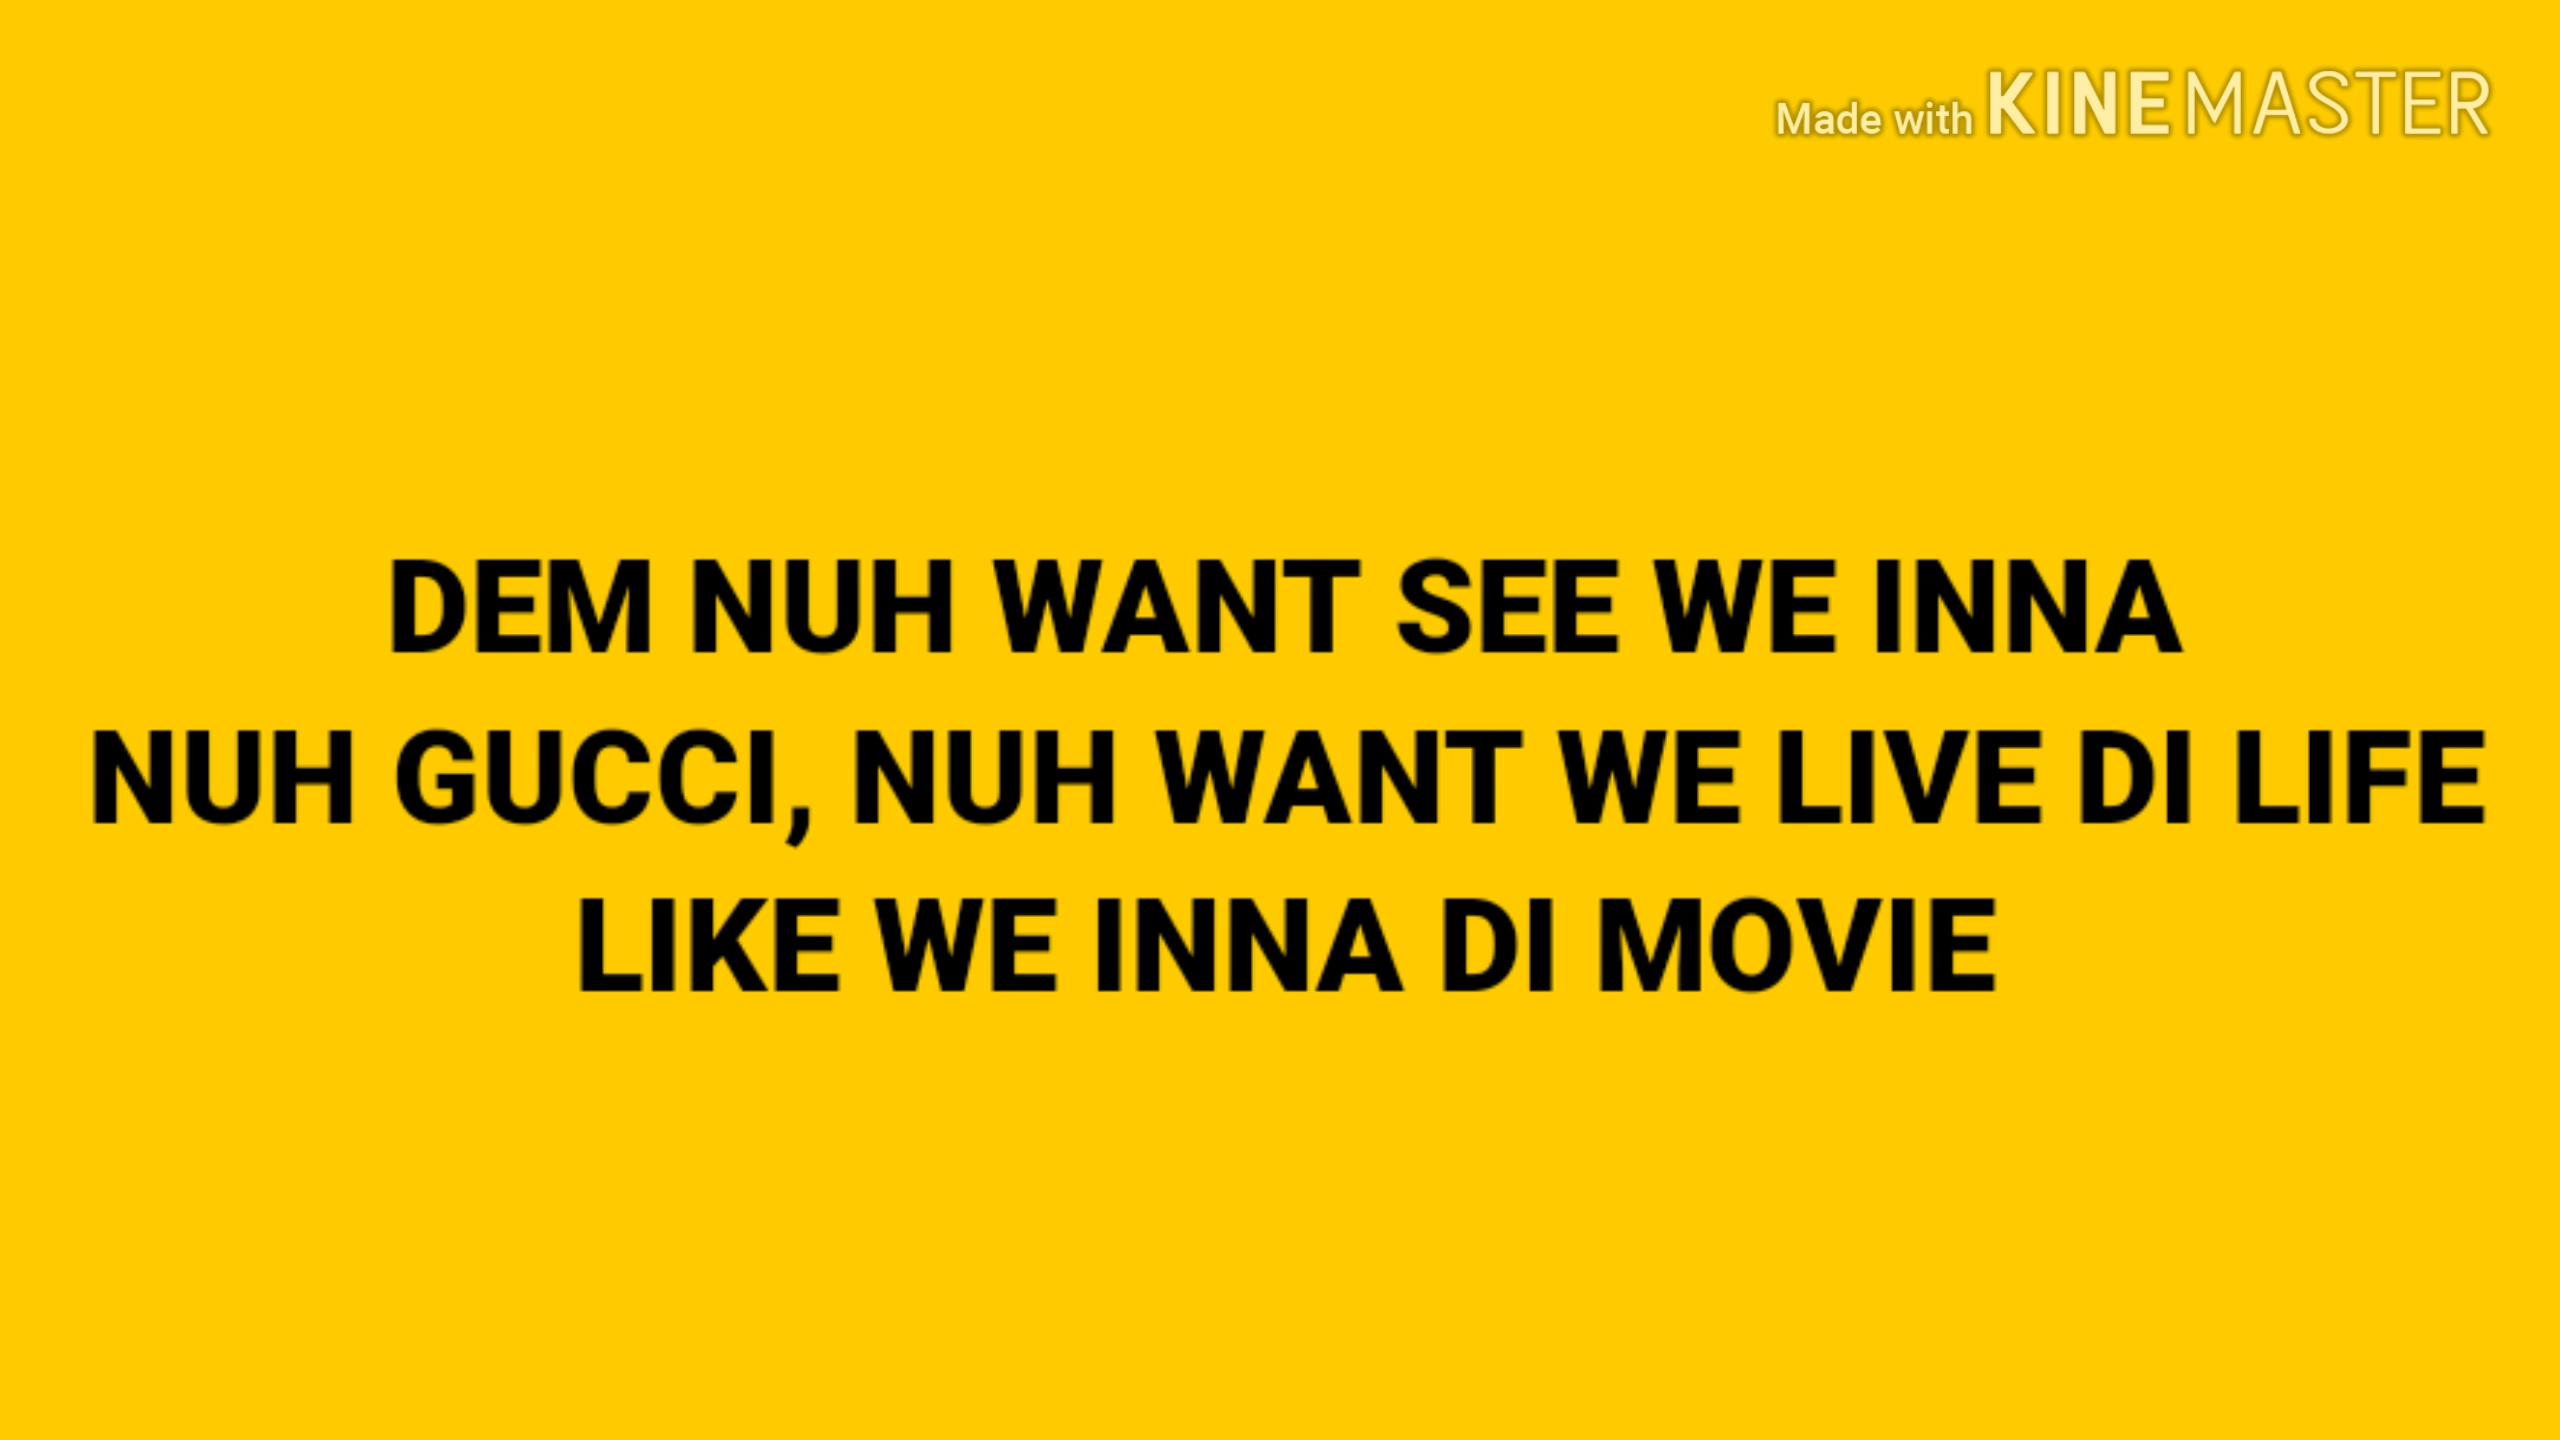 Made with KINEMASTER
DEM NUH WANT SEE WE INNA
NUH GUCCI, NUH WANT WE LIVE DI LIFE
LIKE WE INNA DI MOVIE